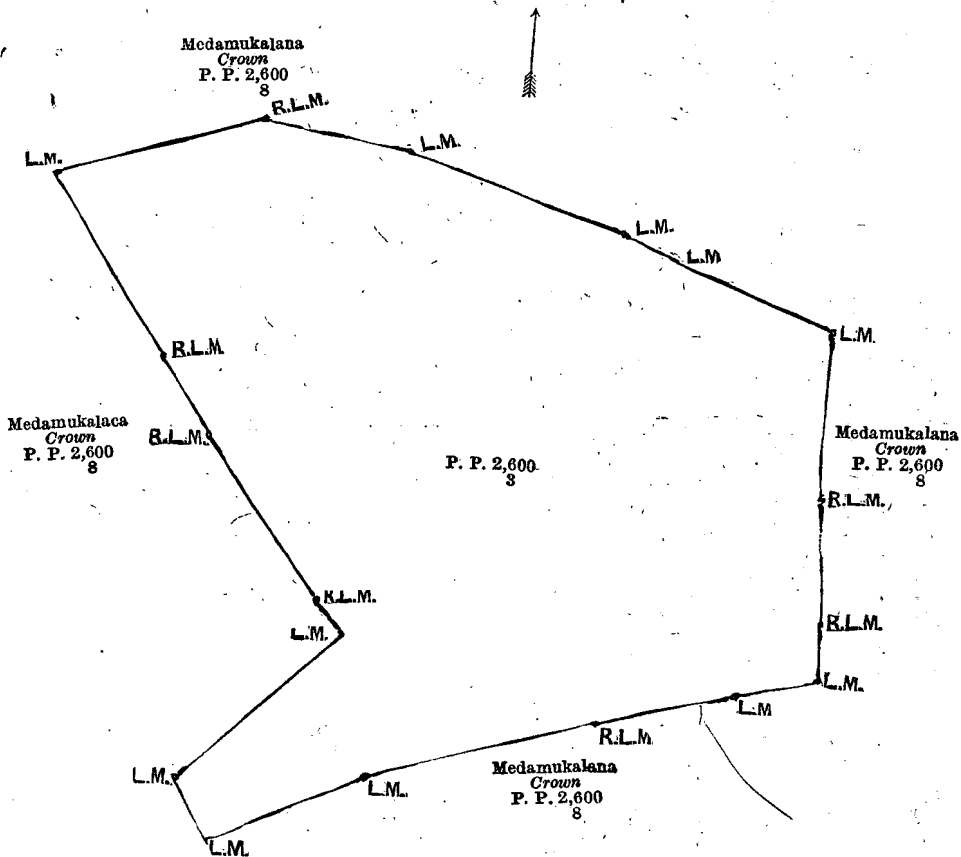 Medamukalana
Crown
P. P. 2,600
8
R.L.M.
L.M.
L.M.
L.M.
L.M
L.M.
R.L.M.
Medamukalaca
Crown
P. P. 2,600
8
R.L.M.
Medamukalana
Crown
P. P. 2,600
8
P. P. 2,600
3
R.L.M.
R.L.M.
L.M.
R.L.M.
L.M.
L.M
R.L.M
L.M.
L.M.
Medamukalana
Crown
P. P. 2,600
8
L.M.